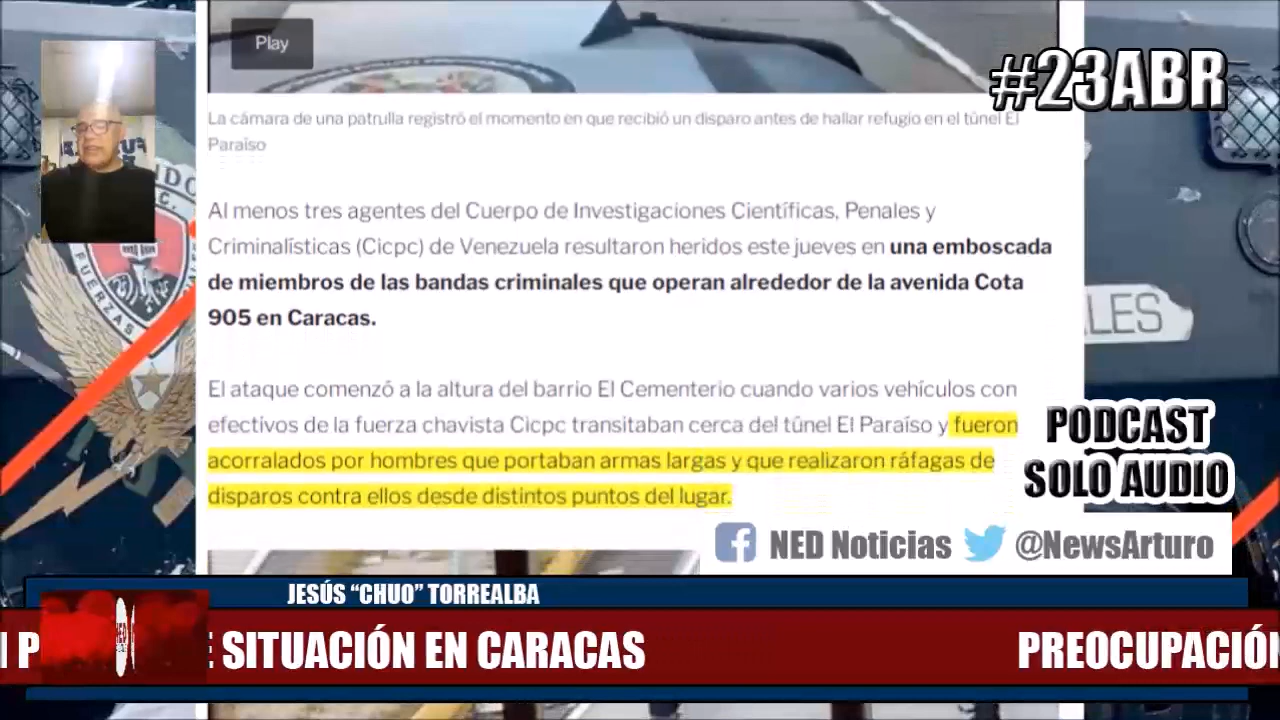 Play
#23ABR
La cámara de una patrulla registró el momento en que recibió un disparo antes de hallar refugio en el túnel El
Paraíso
Al menos tres agentes del Cuerpo de Investigaciones Científicas, Penales y
Criminalísticas (Cicpc) de Venezuela resultaron heridos este jueves en una emboscada
de miembros de las bandas criminales que operan alrededor de la avenida Cota
905 en Caracas.
El ataque comenzó a la altura del barrio El Cementerio cuando varios vehículos con
efectivos de la fuerza chavista Cicpc transitaban cerca del túnel El Paraíso y fueron
acorralados por hombres que portaban armas largas y que realizaron ráfagas de
disparos contra ellos desde distintos puntos del lugar.
FUERZAS
LES
PODCAST
SOLO AUDIO
NED Noticias @NewsArturo
JESÚS “CHUO” TORREALBA
SITUACIÓN EN CARACAS
PREOCUPACIÓN